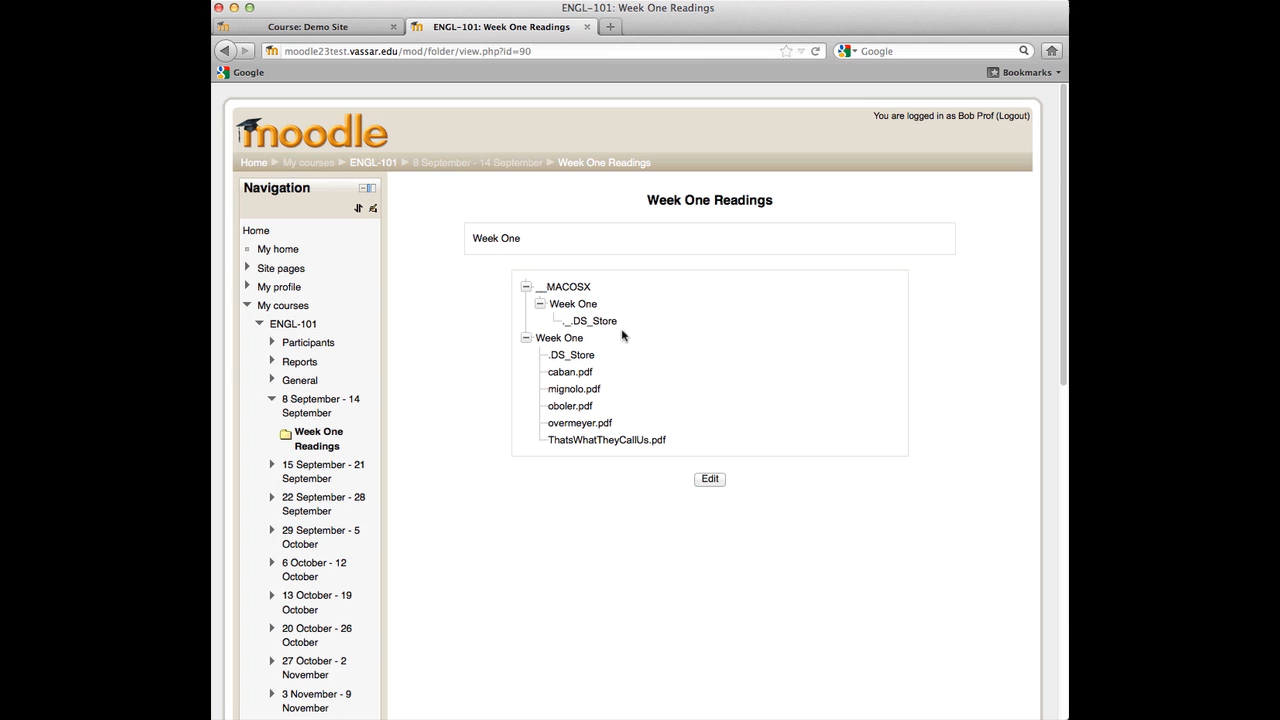 ENGL-101: Week One Readings
Course: Demo Site
ENGL-101: Week One Readings
moodle23test.vassar.edu/mod/folder/view.php?id=90
Google
Google
Bookmarks
moodle
You are logged in as Bob Prof (Logout)
Home ► My courses ► ENGL-101 ► 8 September - 14 September ► Week One Readings
Navigation
Home
My home
Site pages
My profile
My courses
ENGL-101
Participants
Reports
General
8 September - 14
September
Week One
Readings
15 September - 21
September
22 September - 28
September
29 September - 5
October
6 October - 12
October
13 October - 19
October
20 October - 26
October
27 October - 2
November
3 November - 9
November
Week One Readings
Week One
__MACOSX
Week One
._.DS_Store
Week One
.DS_Store
caban.pdf
mignolo.pdf
oboler.pdf
overmeyer.pdf
ThatsWhatTheyCallUs.pdf
Edit